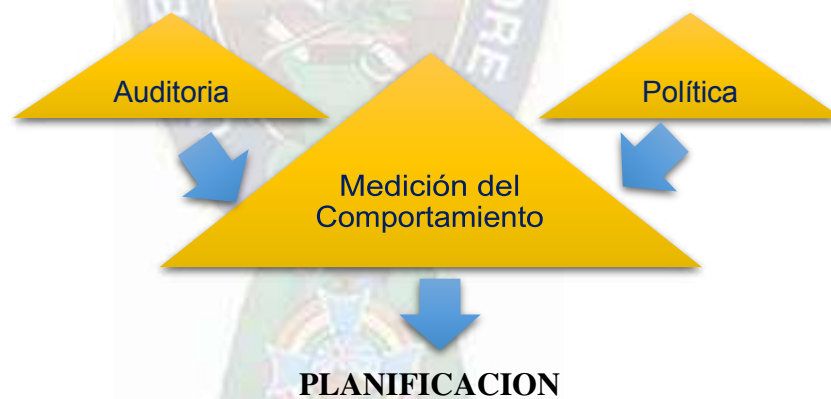 Auditoria
Política
Medición del
Comportamiento
PLANIFICACION